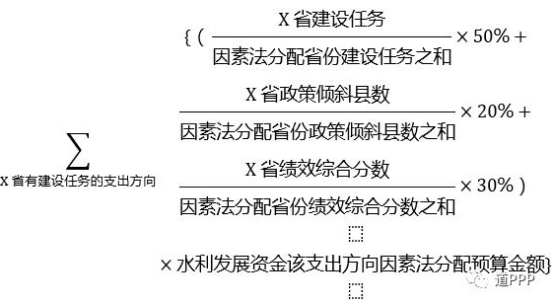 {(
X 省建设任务
因素法分配省份建设任务之和
× 50% +
X 省政策倾斜县数
因素法分配省份政策倾斜县数之和
× 20% +
∑
X 省有建设任务的支出方向
X 省绩效综合分数
因素法分配省份绩效综合分数之和
× 30% )
× 水利发展资金该支出方向因素法分配预算金额}
道PPP